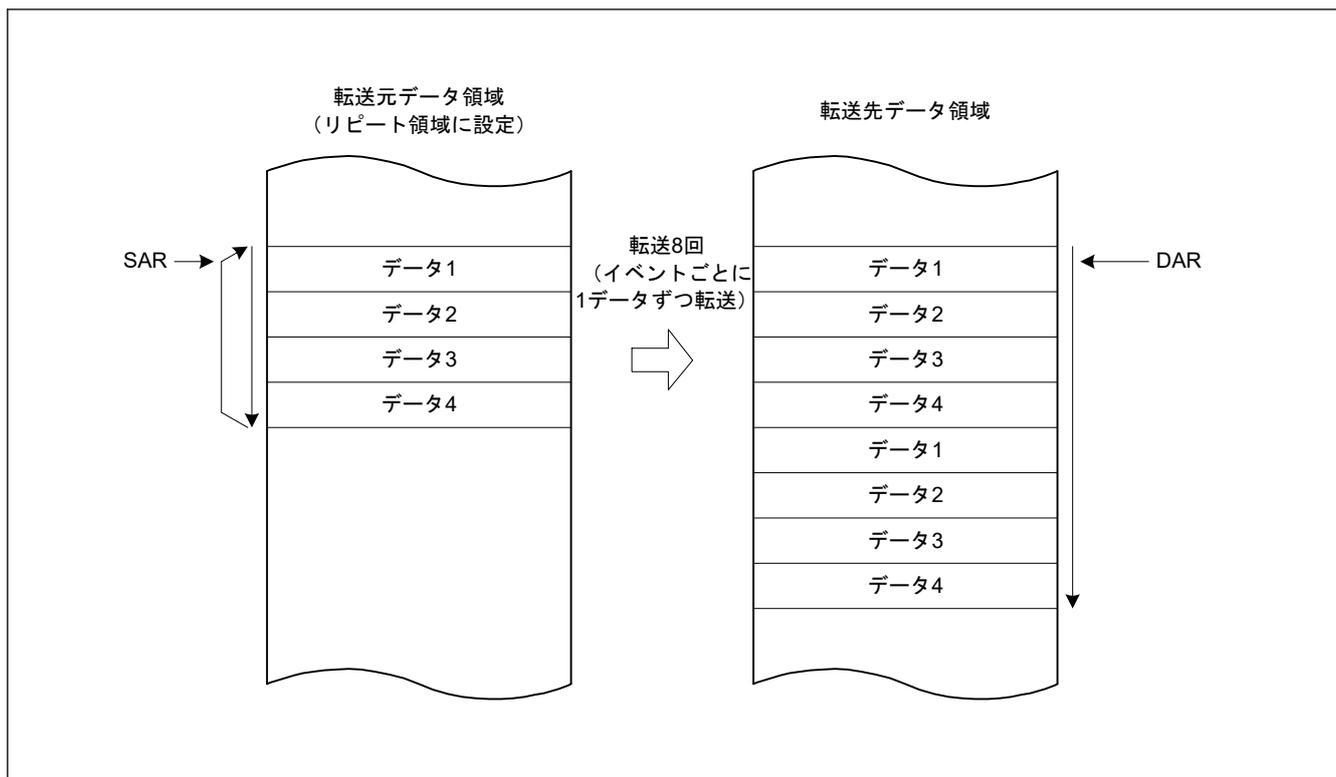 転送元データ領域
（リピート領域に設定）
SAR
データ1
データ2
データ3
データ4
転送8回
（イベントごとに
1データずつ転送）
転送先データ領域
データ1
データ2
データ3
データ4
データ1
データ2
データ3
データ4
DAR